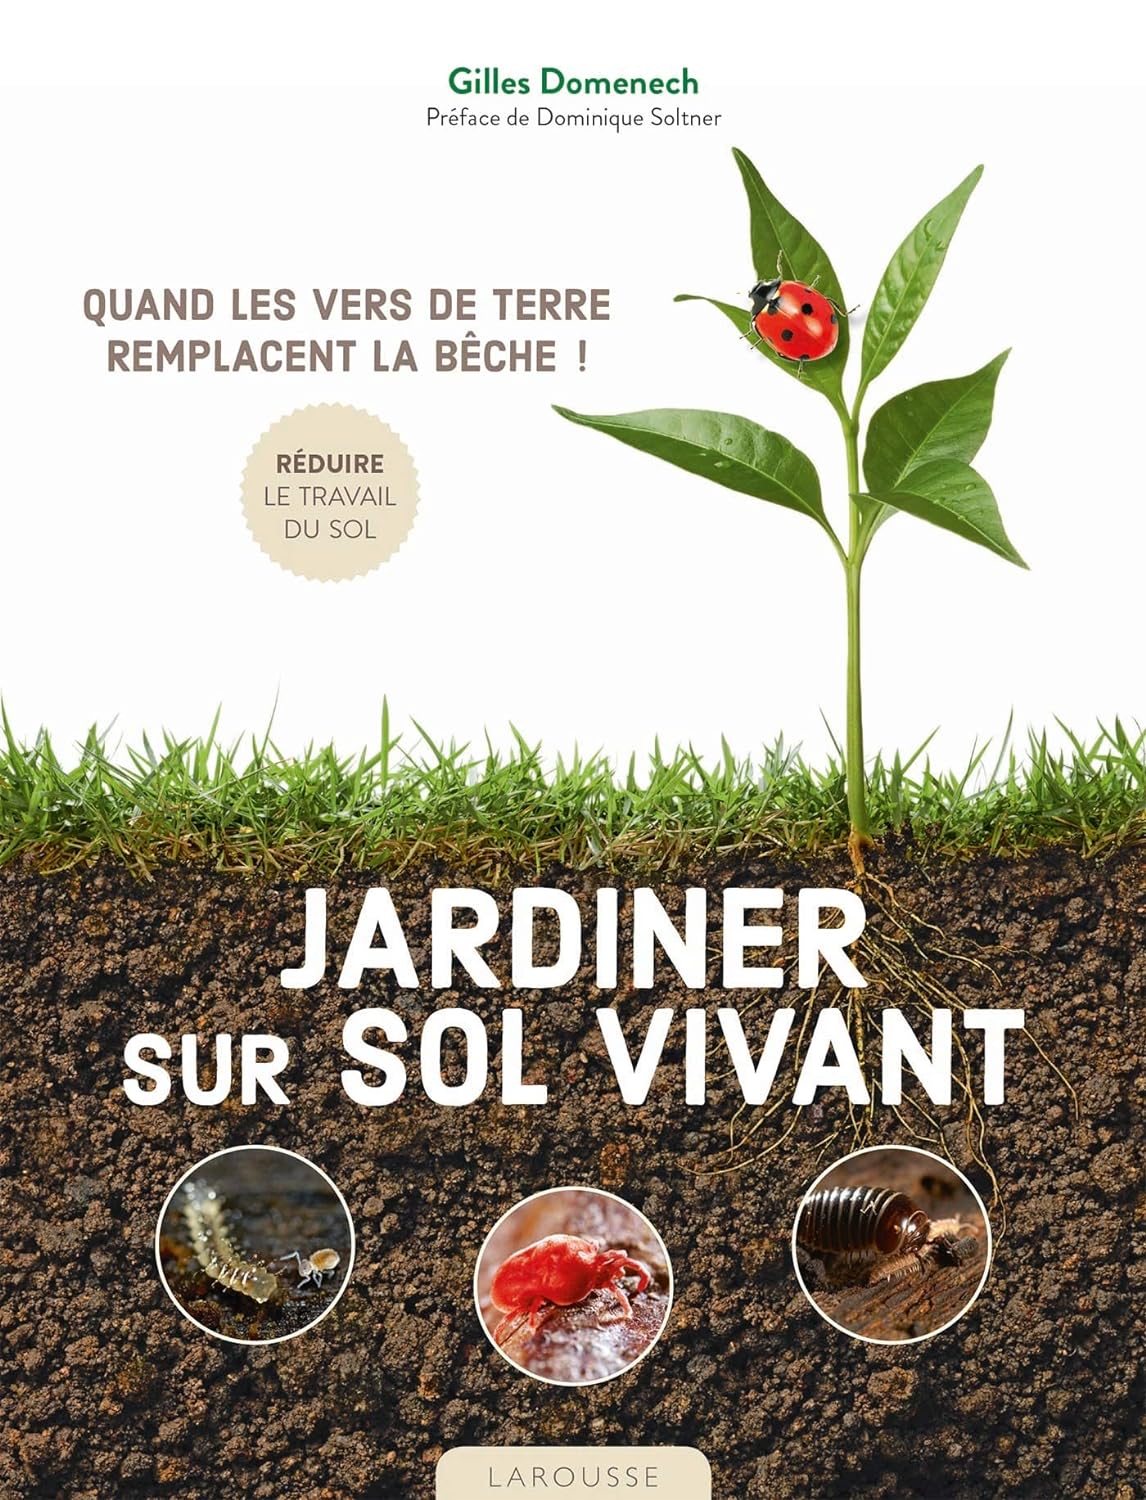 Gilles Domenech
Préface de Dominique Soltner
QUAND LES VERS DE TERRE
REMPLACENT LA BÊCHE !
RÉDUIRE
LE TRAVAIL
DU SOL
JARDINER
SUR SOL VIVANT
LAROUSSE